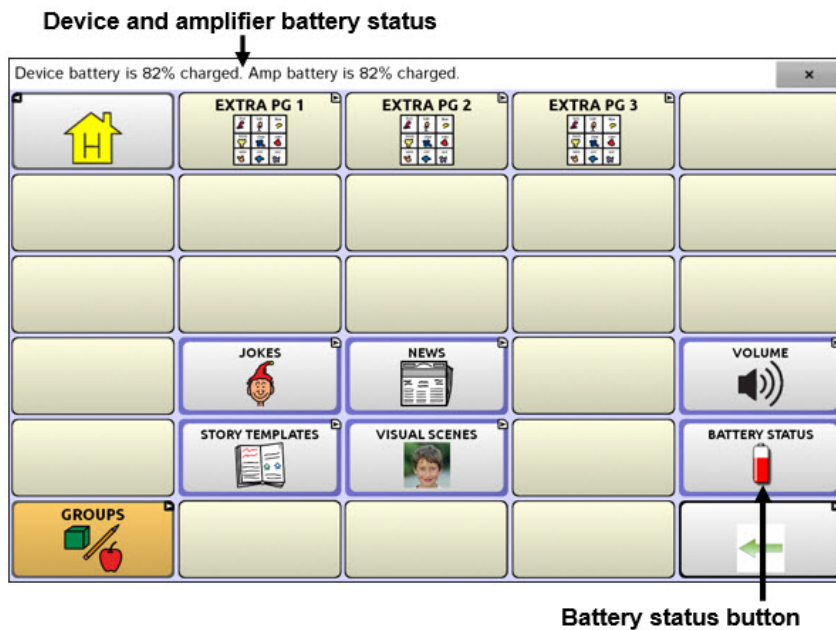 Device and amplifier battery status
Device battery is 82% charged. Amp battery is 82% charged.
×
H
EXTRA PG 1
EXTRA PG 2
EXTRA PG 3
JOKES
NEWS
VOLUME
STORY TEMPLATES
VISUAL SCENES
BATTERY STATUS
GROUPS
Battery status button